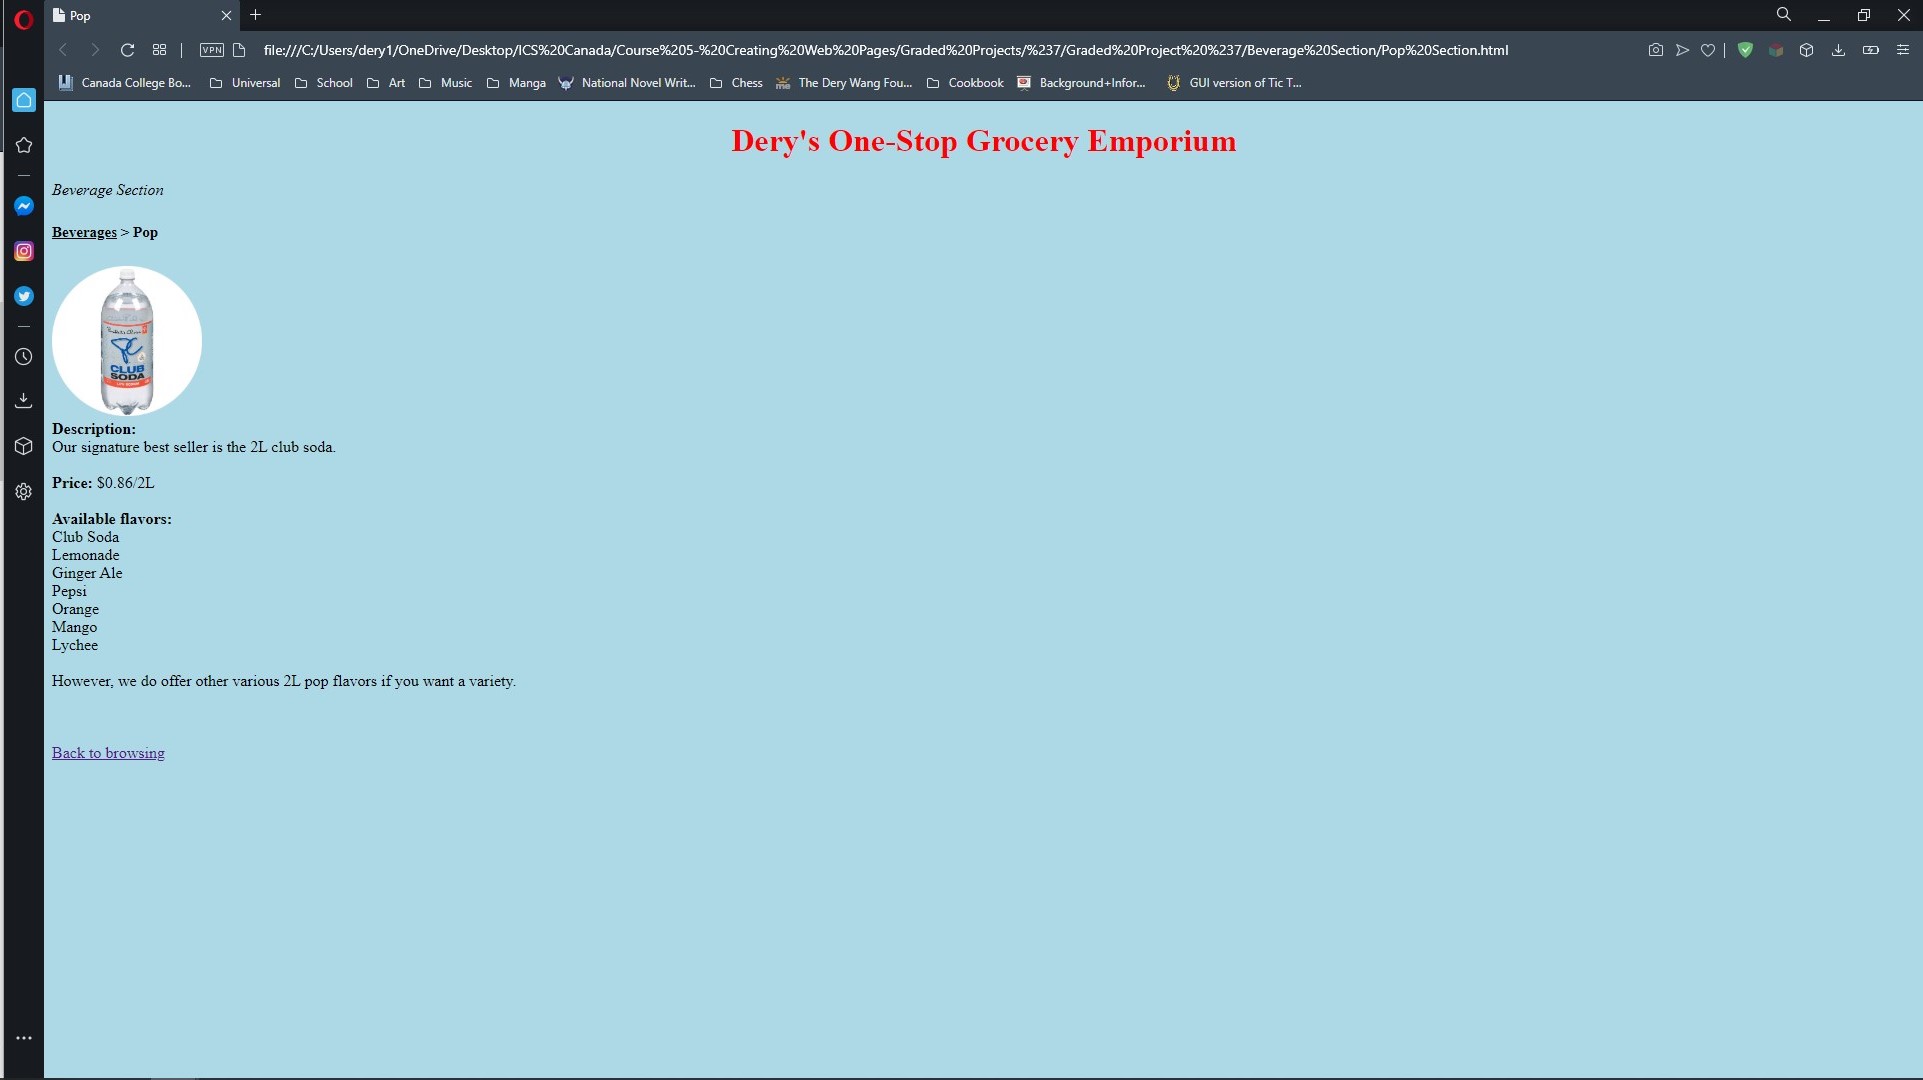 Pop
VPN
file:///C:/Users/dery1/OneDrive/Desktop/ICS%20Canada/Course%205-%20Creating%20Web%20Pages/Graded%20Projects/%237/Graded%20Project%20%237/Beverage%20Section/Pop%20Section.html
Canada College Bo... Universal School Art Music Manga National Novel Writ... Chess me The Dery Wang Fou... Cookbook Background+Infor... GUI version of Tic T...
Dery's One-Stop Grocery Emporium
Beverage Section
Beverages > Pop
PC
CLUB
SODA
Description:
Our signature best seller is the 2L club soda.
Price: $0.86/2L
Available flavors:
Club Soda
Lemonade
Ginger Ale
Pepsi
Orange
Mango
Lychee
However, we do offer other various 2L pop flavors if you want a variety.
Back to browsing